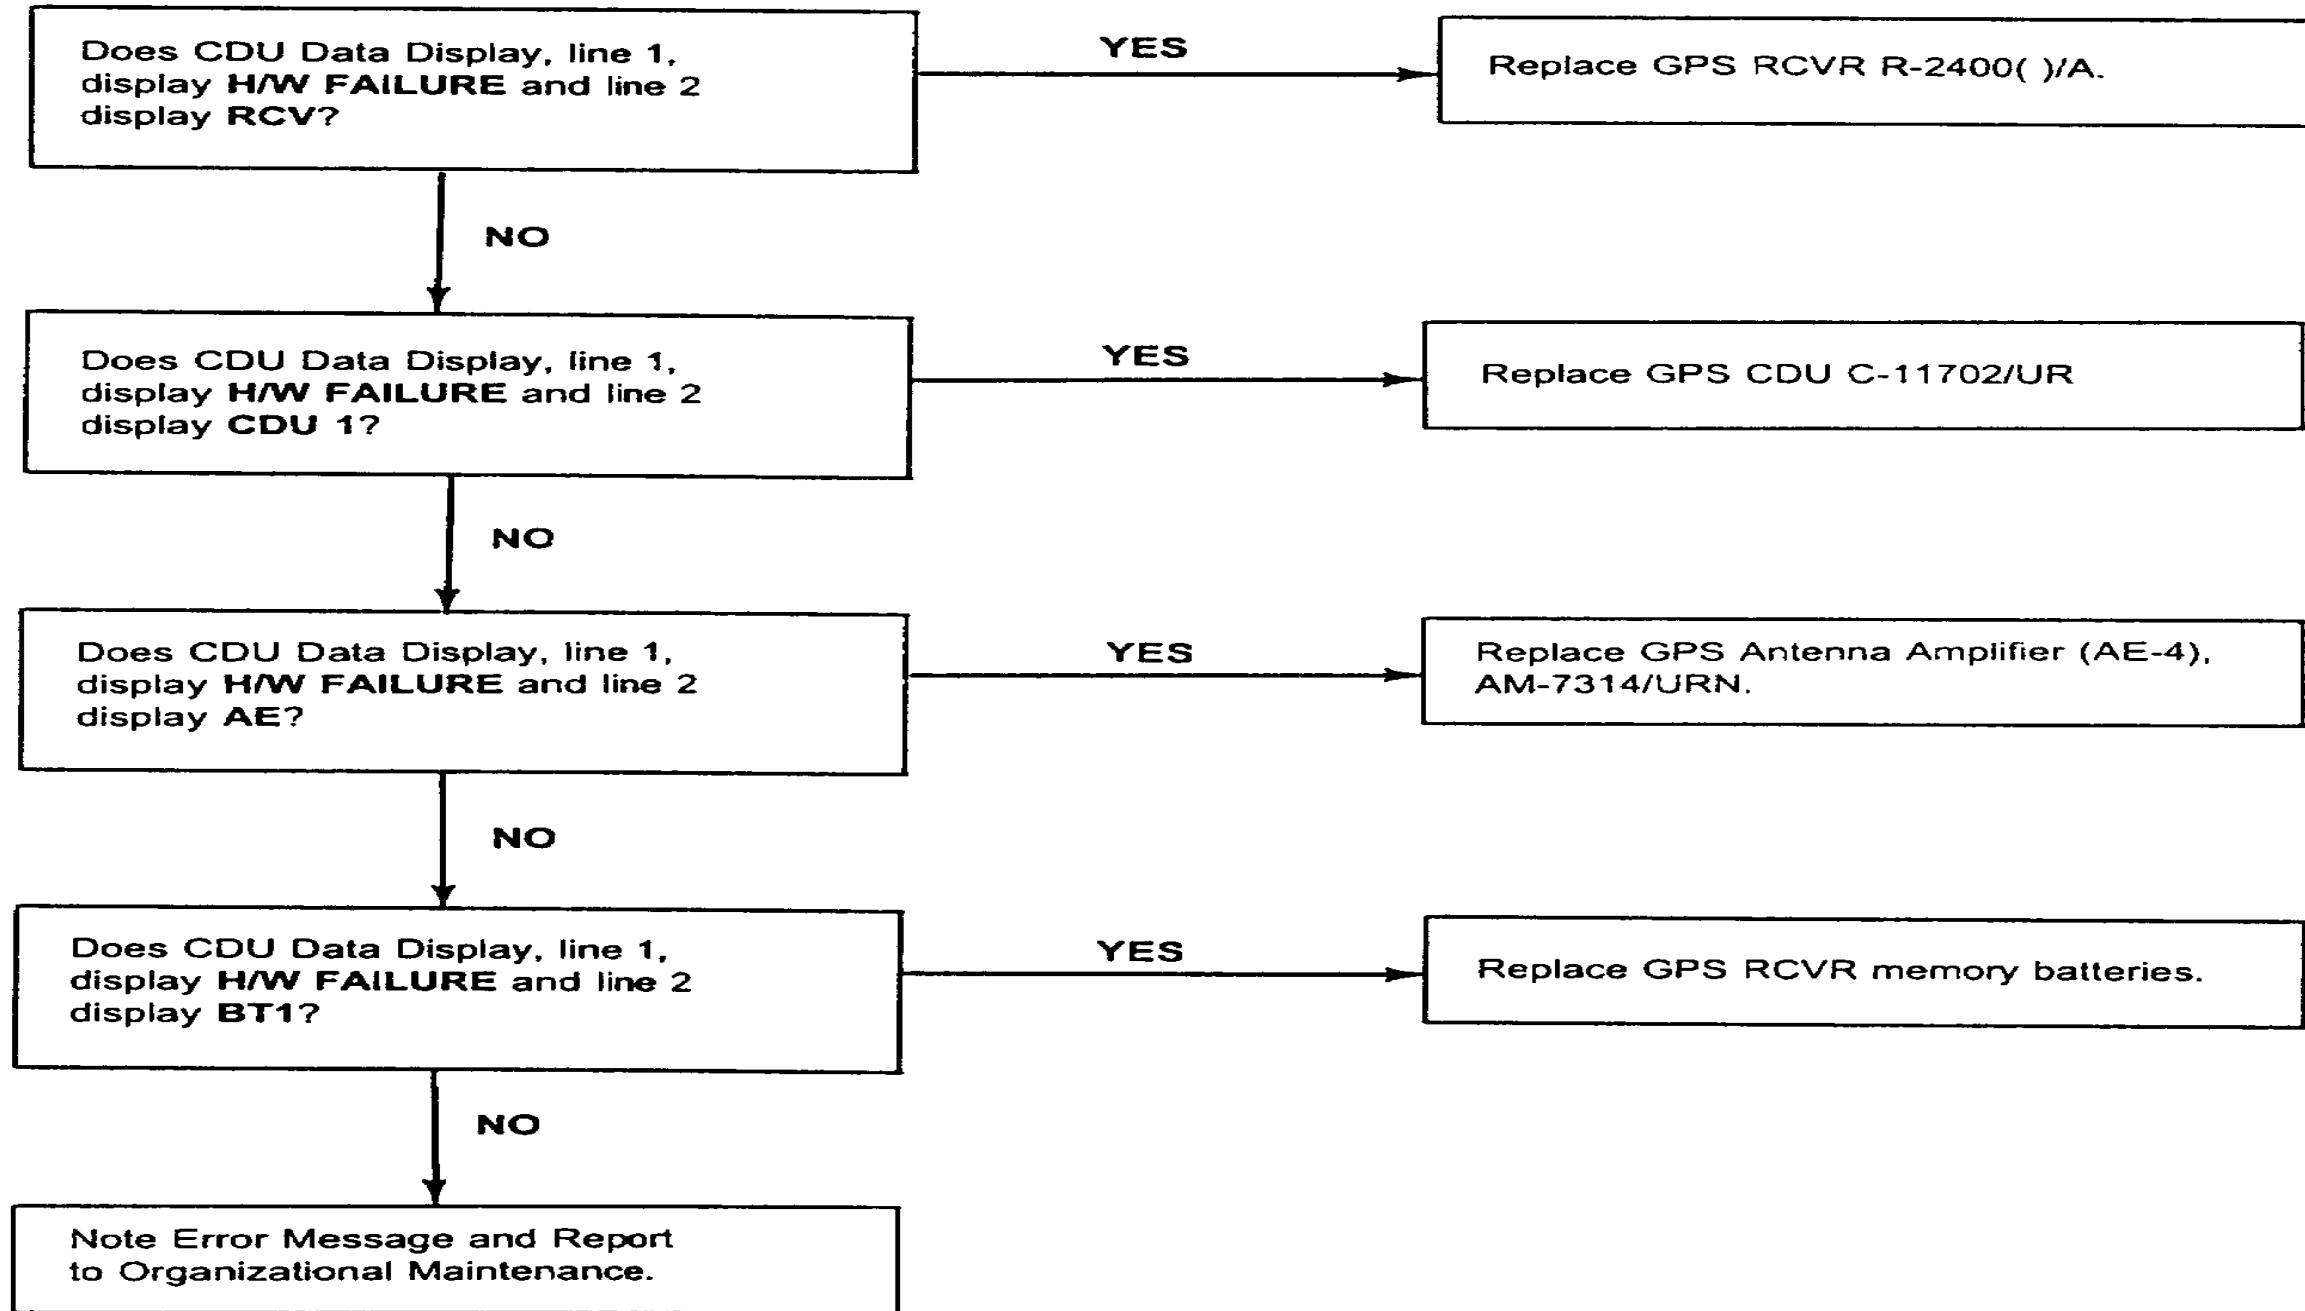 Does CDU Data Display, line 1,
display H/W FAILURE and line 2
display RCV?
YES
Replace GPS RCVR R-2400( )/A.
NO
Does CDU Data Display, line 1,
display H/W FAILURE and line 2
display CDU 1?
YES
Replace GPS CDU C-11702/UR
NO
Does CDU Data Display, line 1,
display H/W FAILURE and line 2
display AE?
YES
Replace GPS Antenna Amplifier (AE-4),
AM-7314/URN.
NO
Does CDU Data Display, line 1,
display H/W FAILURE and line 2
display BT1?
YES
Replace GPS RCVR memory batteries.
NO
Note Error Message and Report
to Organizational Maintenance.